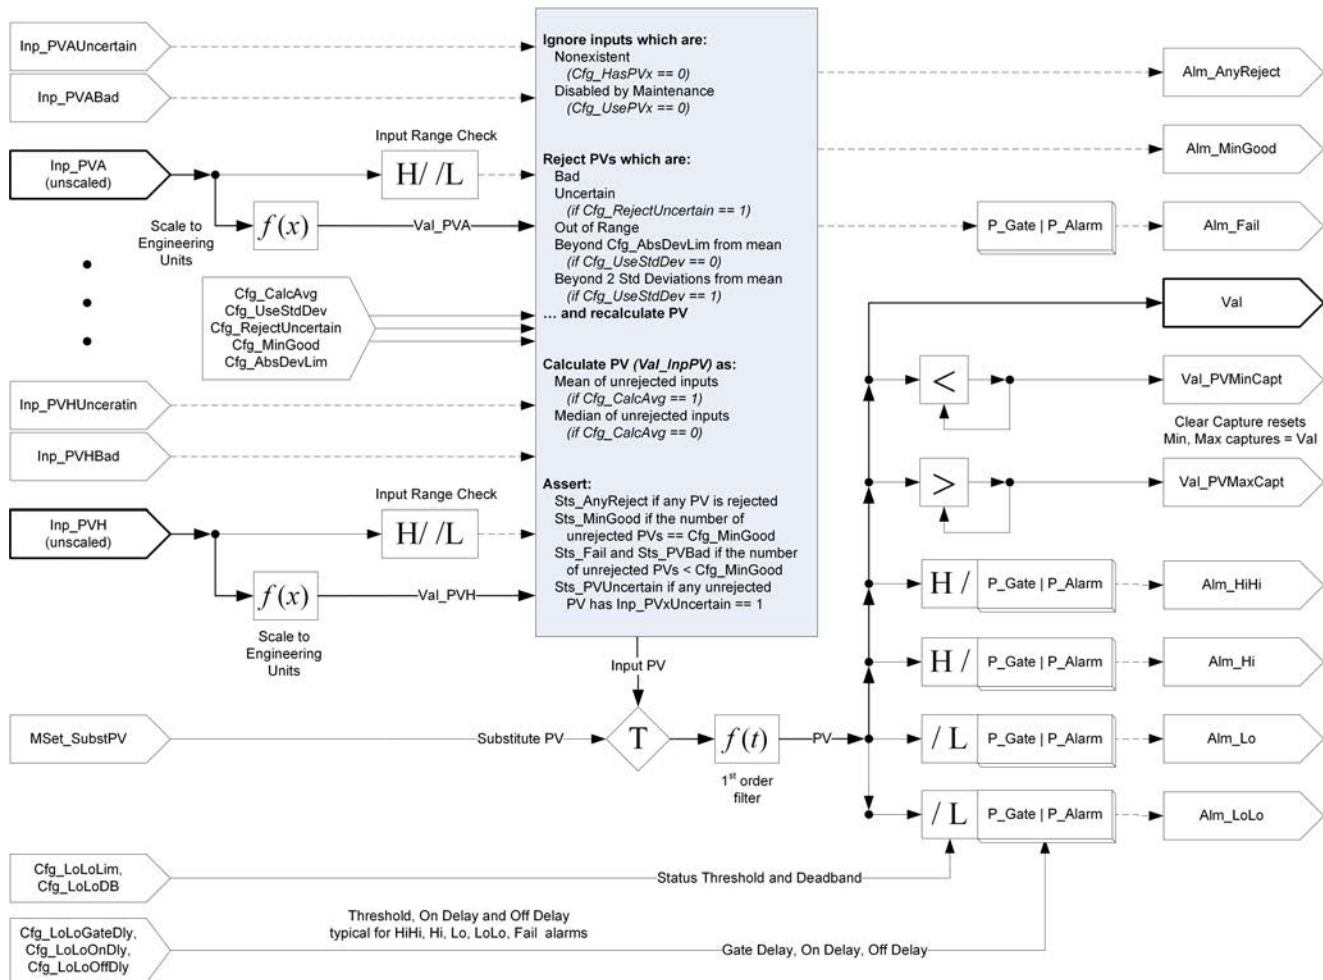 Inp_PVAUncertain
Inp_PVABad
Inp_PVA
(unscaled)
Input Range Check
H/ /L
Scale to
Engineering
Units
f(x)
Val_PVA
Cfg_CalcAvg
Cfg_UseStdDev
Cfg_RejectUncertain
Cfg_MinGood
Cfg_AbsDevLim
Inp_PVHUnceratin
Inp_PVHBad
Inp_PVH
(unscaled)
Input Range Check
H/ /L
f(x)
Val_PVH
Scale to
Engineering
Units
Ignore inputs which are:
Nonexistent
(Cfg_HasPVx == 0)
Disabled by Maintenance
(Cfg_UsePVx == 0)
Reject PVs which are:
Bad
Uncertain
(if Cfg_RejectUncertain == 1)
Out of Range
Beyond Cfg_AbsDevLim from mean
(if Cfg_UseStdDev == 0)
Beyond 2 Std Deviations from mean
(if Cfg_UseStdDev == 1)
... and recalculate PV
Calculate PV (Val_InpPV) as:
Mean of unrejected inputs
(if Cfg_CalcAvg == 1)
Median of unrejected inputs
(if Cfg_CalcAvg == 0)
Assert:
Sts_AnyReject if any PV is rejected
Sts_MinGood if the number of
unrejected PVs == Cfg_MinGood
Sts_Fail and Sts_PVBad if the number
of unrejected PVs < Cfg_MinGood
Sts_PVUncertain if any unrejected
PV has Inp_PVxUncertain == 1
Alm_AnyReject
Alm_MinGood
P_Gate | P_Alarm
Alm_Fail
Val
<
Val_PVMinCapt
Clear Capture resets
Min, Max captures = Val
>
Val_PVMaxCapt
H /
P_Gate | P_Alarm
Alm_HiHi
H /
P_Gate | P_Alarm
Alm_Hi
Input PV
MSet_SubstPV
Substitute PV
T
f(t)
1st order
filter
PV
/ L
P_Gate | P_Alarm
Alm_Lo
/ L
P_Gate | P_Alarm
Alm_LoLo
Cfg_LoLoLim,
Cfg_LoLoDB
Status Threshold and Deadband
Cfg_LoLoGateDly,
Cfg_LoLoOnDly,
Cfg_LoLoOffDly
Threshold, On Delay and Off Delay
typical for HiHi, Hi, Lo, LoLo, Fail alarms
Gate Delay, On Delay, Off Delay